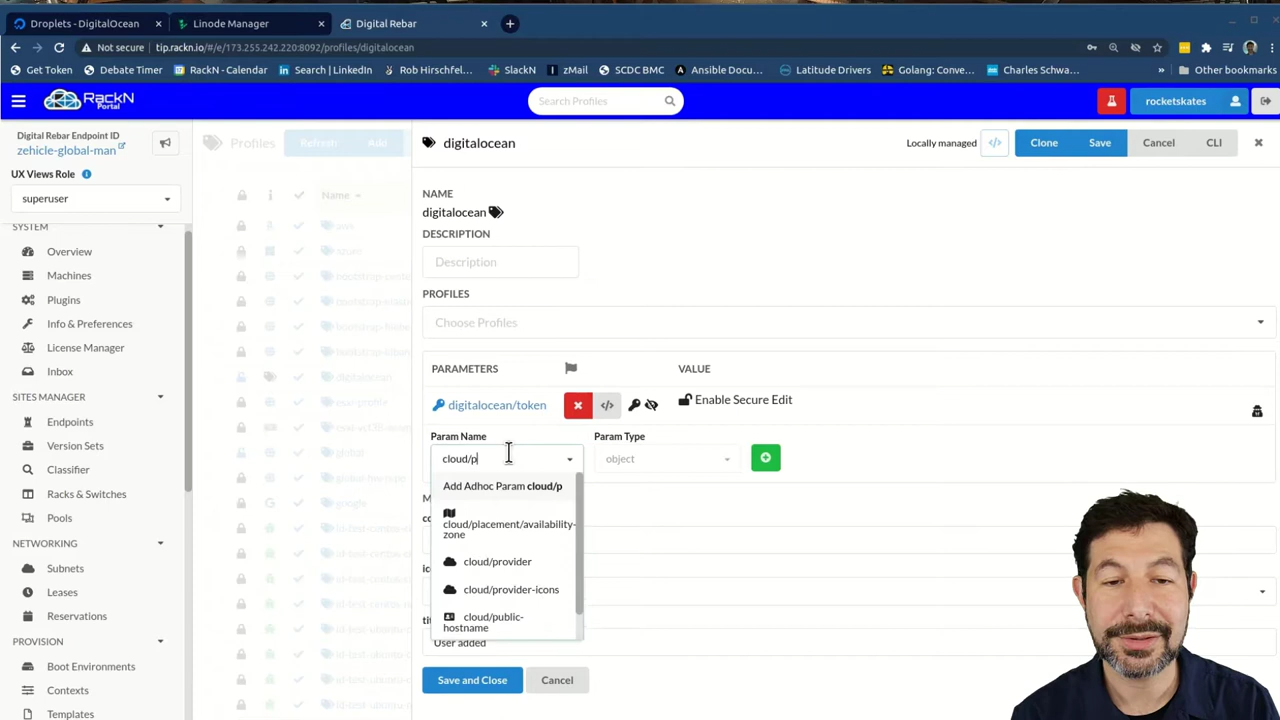 Droplets - DigitalOcean
Linode Manager
Digital Rebar
Not secure
tip.rackn.io/#/e/173.255.242.220:8092/profiles/digitalocean
Get Token
Debate Timer
RackN - Calendar
Search | LinkedIn
Rob Hirschfel...
SlackN
zMail
SCDC BMC
Ansible Docu...
Latitude Drivers
Golang: Conve...
Charles Schwa...
»
Other bookmarks
RackN
Portal
Search Profiles
rocketskates
Digital Rebar Endpoint ID
zehicle-global-man
UX Views Role
superuser
SYSTEM
Overview
Machines
Plugins
Info & Preferences
License Manager
Inbox
SITES MANAGER
Endpoints
Version Sets
Classifier
Racks & Switches
Pools
NETWORKING
Subnets
Leases
Reservations
PROVISION
Boot Environments
Contexts
Templates
Profiles
Refresh
Add
Name
aws
digitalocean
global
digitalocean
Locally managed
Clone
Save
Cancel
CLI
NAME
digitalocean
DESCRIPTION
Description
PROFILES
Choose Profiles
PARAMETERS
VALUE
digitalocean/token
Enable Secure Edit
Param Name
Param Type
cloud/p
object
Add Adhoc Param cloud/p
cloud/placement/availability-
zone
cloud/provider
cloud/provider-icons
cloud/public-
hostname
User added
Save and Close
Cancel